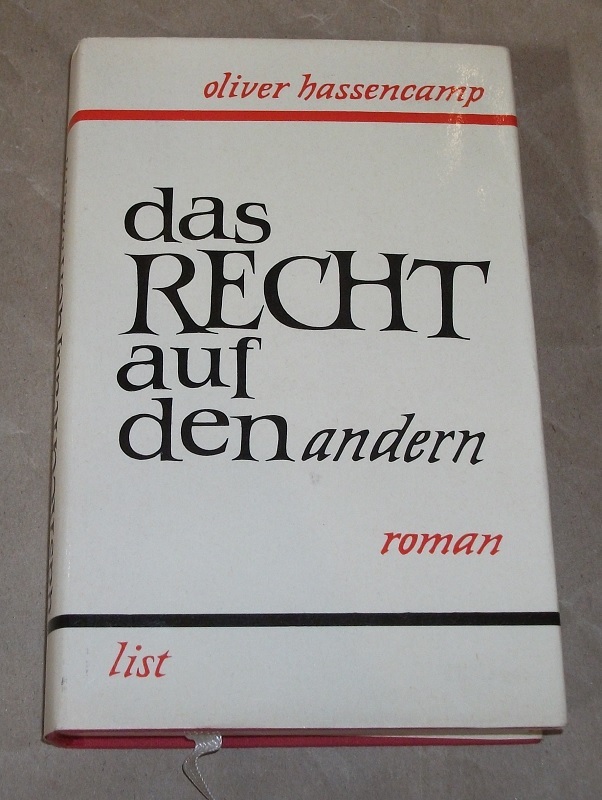 oliver hassencamp
das
RECHT
auf
den andern
roman
list